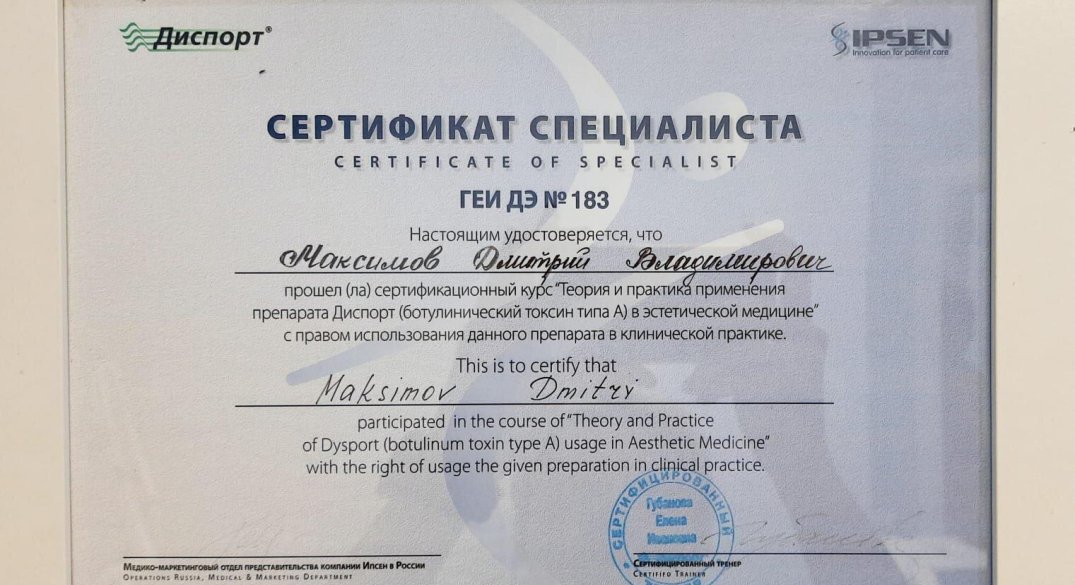 Диспорт®
IPSEN
Innovation for patient care
СЕРТИФИКАТ СПЕЦИАЛИСТА
CERTIFICATE OF SPECIALIST
ГЕИ ДЭ № 183
Настоящим удостоверяется, что
Максимов Дмитрий Владимирович
прошел (ла) сертификационный курс "Теория и практика применения
препарата Диспорт (ботулинический токсин типа А) в эстетической медицине"
с правом использования данного препарата в клинической практике.
This is to certify that
Maksimov Dmitri
participated in the course of "Theory and Practice
of Dysport (botulinum toxin type A) usage in Aesthetic Medicine"
with the right of usage the given preparation in clinical practice.
СЕРТИФИЦИРОВАННЫЙ
Губанова
Елена
Ивановна
Медико-маркетинговый отдел представительства компании Ипсен в России
Operations Russia, Medical & Marketing Department
Сертифицированный тренер
Certififo Trainer